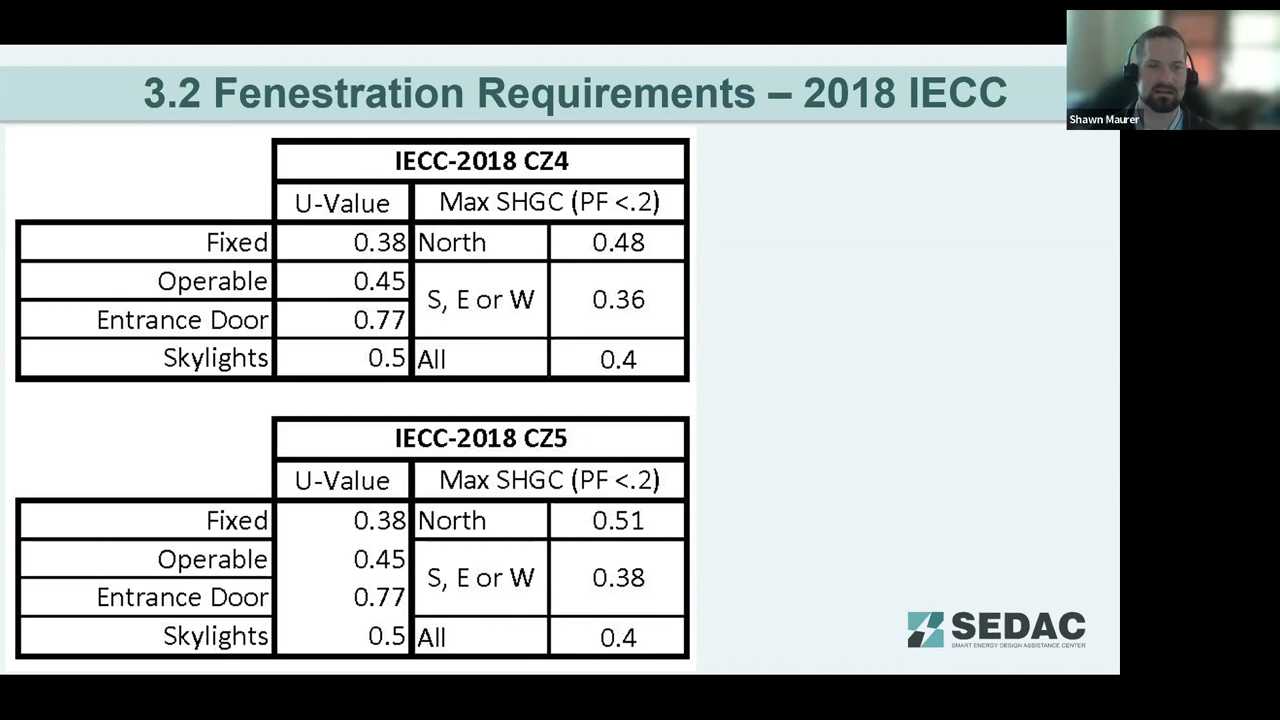 3.2 Fenestration Requirements – 2018 IECC
Shawn Maurer
IECC-2018 CZ4
U-Value Max SHGC (PF <.2)
Fixed 0.38 North 0.48
Operable 0.45
S, E or W 0.36
Entrance Door 0.77
Skylights 0.5 All 0.4
IECC-2018 CZ5
U-Value Max SHGC (PF <.2)
Fixed 0.38 North 0.51
Operable 0.45
S, E or W 0.38
Entrance Door 0.77
Skylights 0.5 All 0.4
SEDAC
SMART ENERGY DESIGN ASSISTANCE CENTER